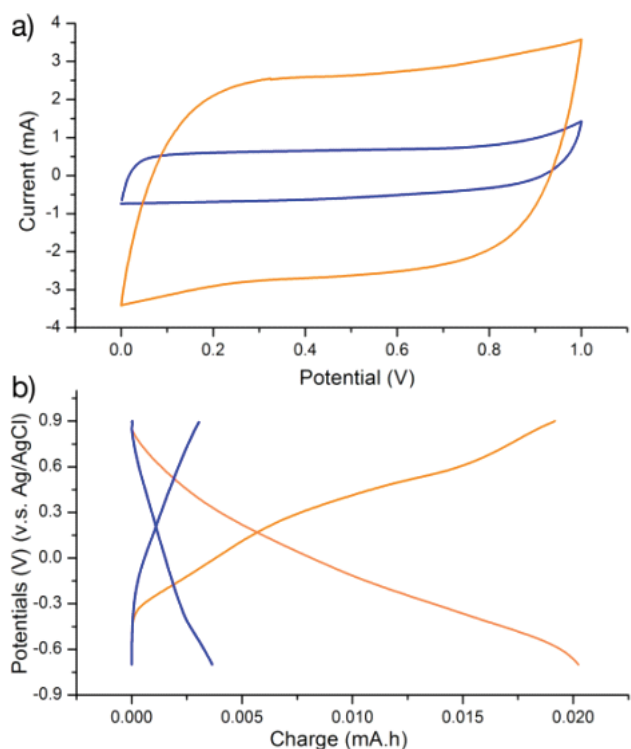 a)
4
3
2
1
0
-1
-2
-3
-4
Current (mA)
0.0 0.2 0.4 0.6 0.8 1.0
Potential (V)
b)
0.9
0.6
0.3
0.0
-0.3
-0.6
-0.9
Potentials (V) (v.s. Ag/AgCl)
0.000 0.005 0.010 0.015 0.020
Charge (mA.h)